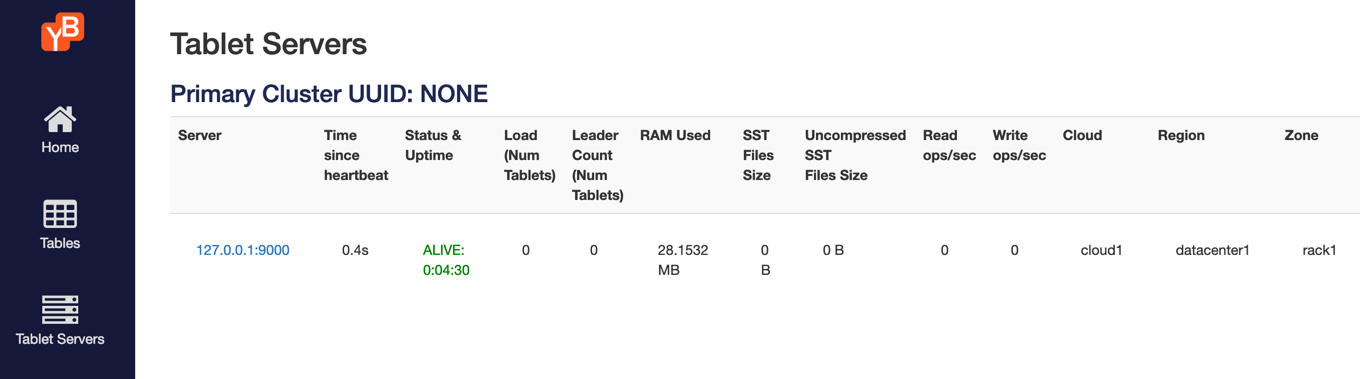 YB
Home
Tables
Tablet Servers
Tablet Servers
Primary Cluster UUID: NONE
Server
Time since heartbeat
Status & Uptime
Load (Num Tablets)
Leader Count (Num Tablets)
RAM Used
SST Files Size
Uncompressed SST Files Size
Read ops/sec
Write ops/sec
Cloud
Region
Zone
127.0.0.1:9000
0.4s
ALIVE: 0:04:30
0
0
28.1532 MB
0 B
0 B
0
0
cloud1
datacenter1
rack1